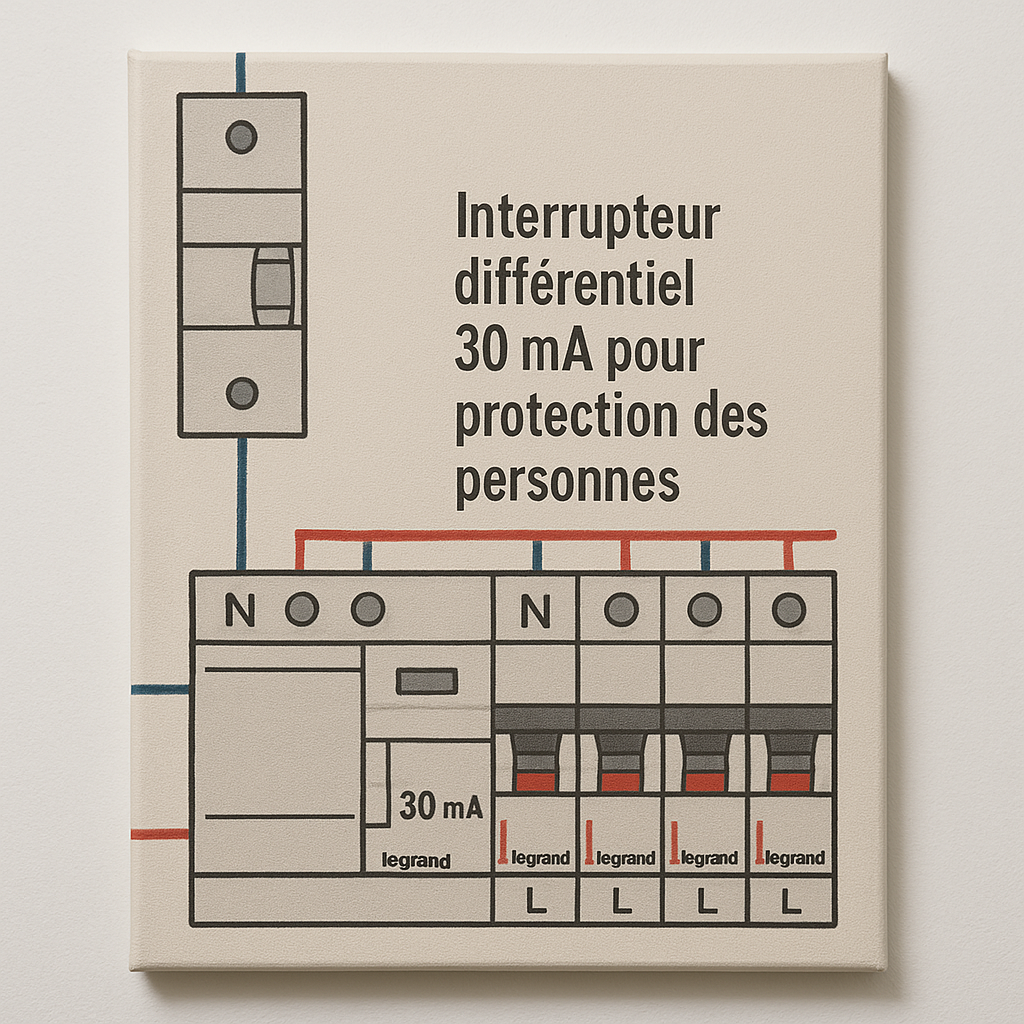 Interrupteur
différentiel
30 mA pour
protection des
personnes
N N
30 mA
legrand legrand legrand legrand legrand
L L L L